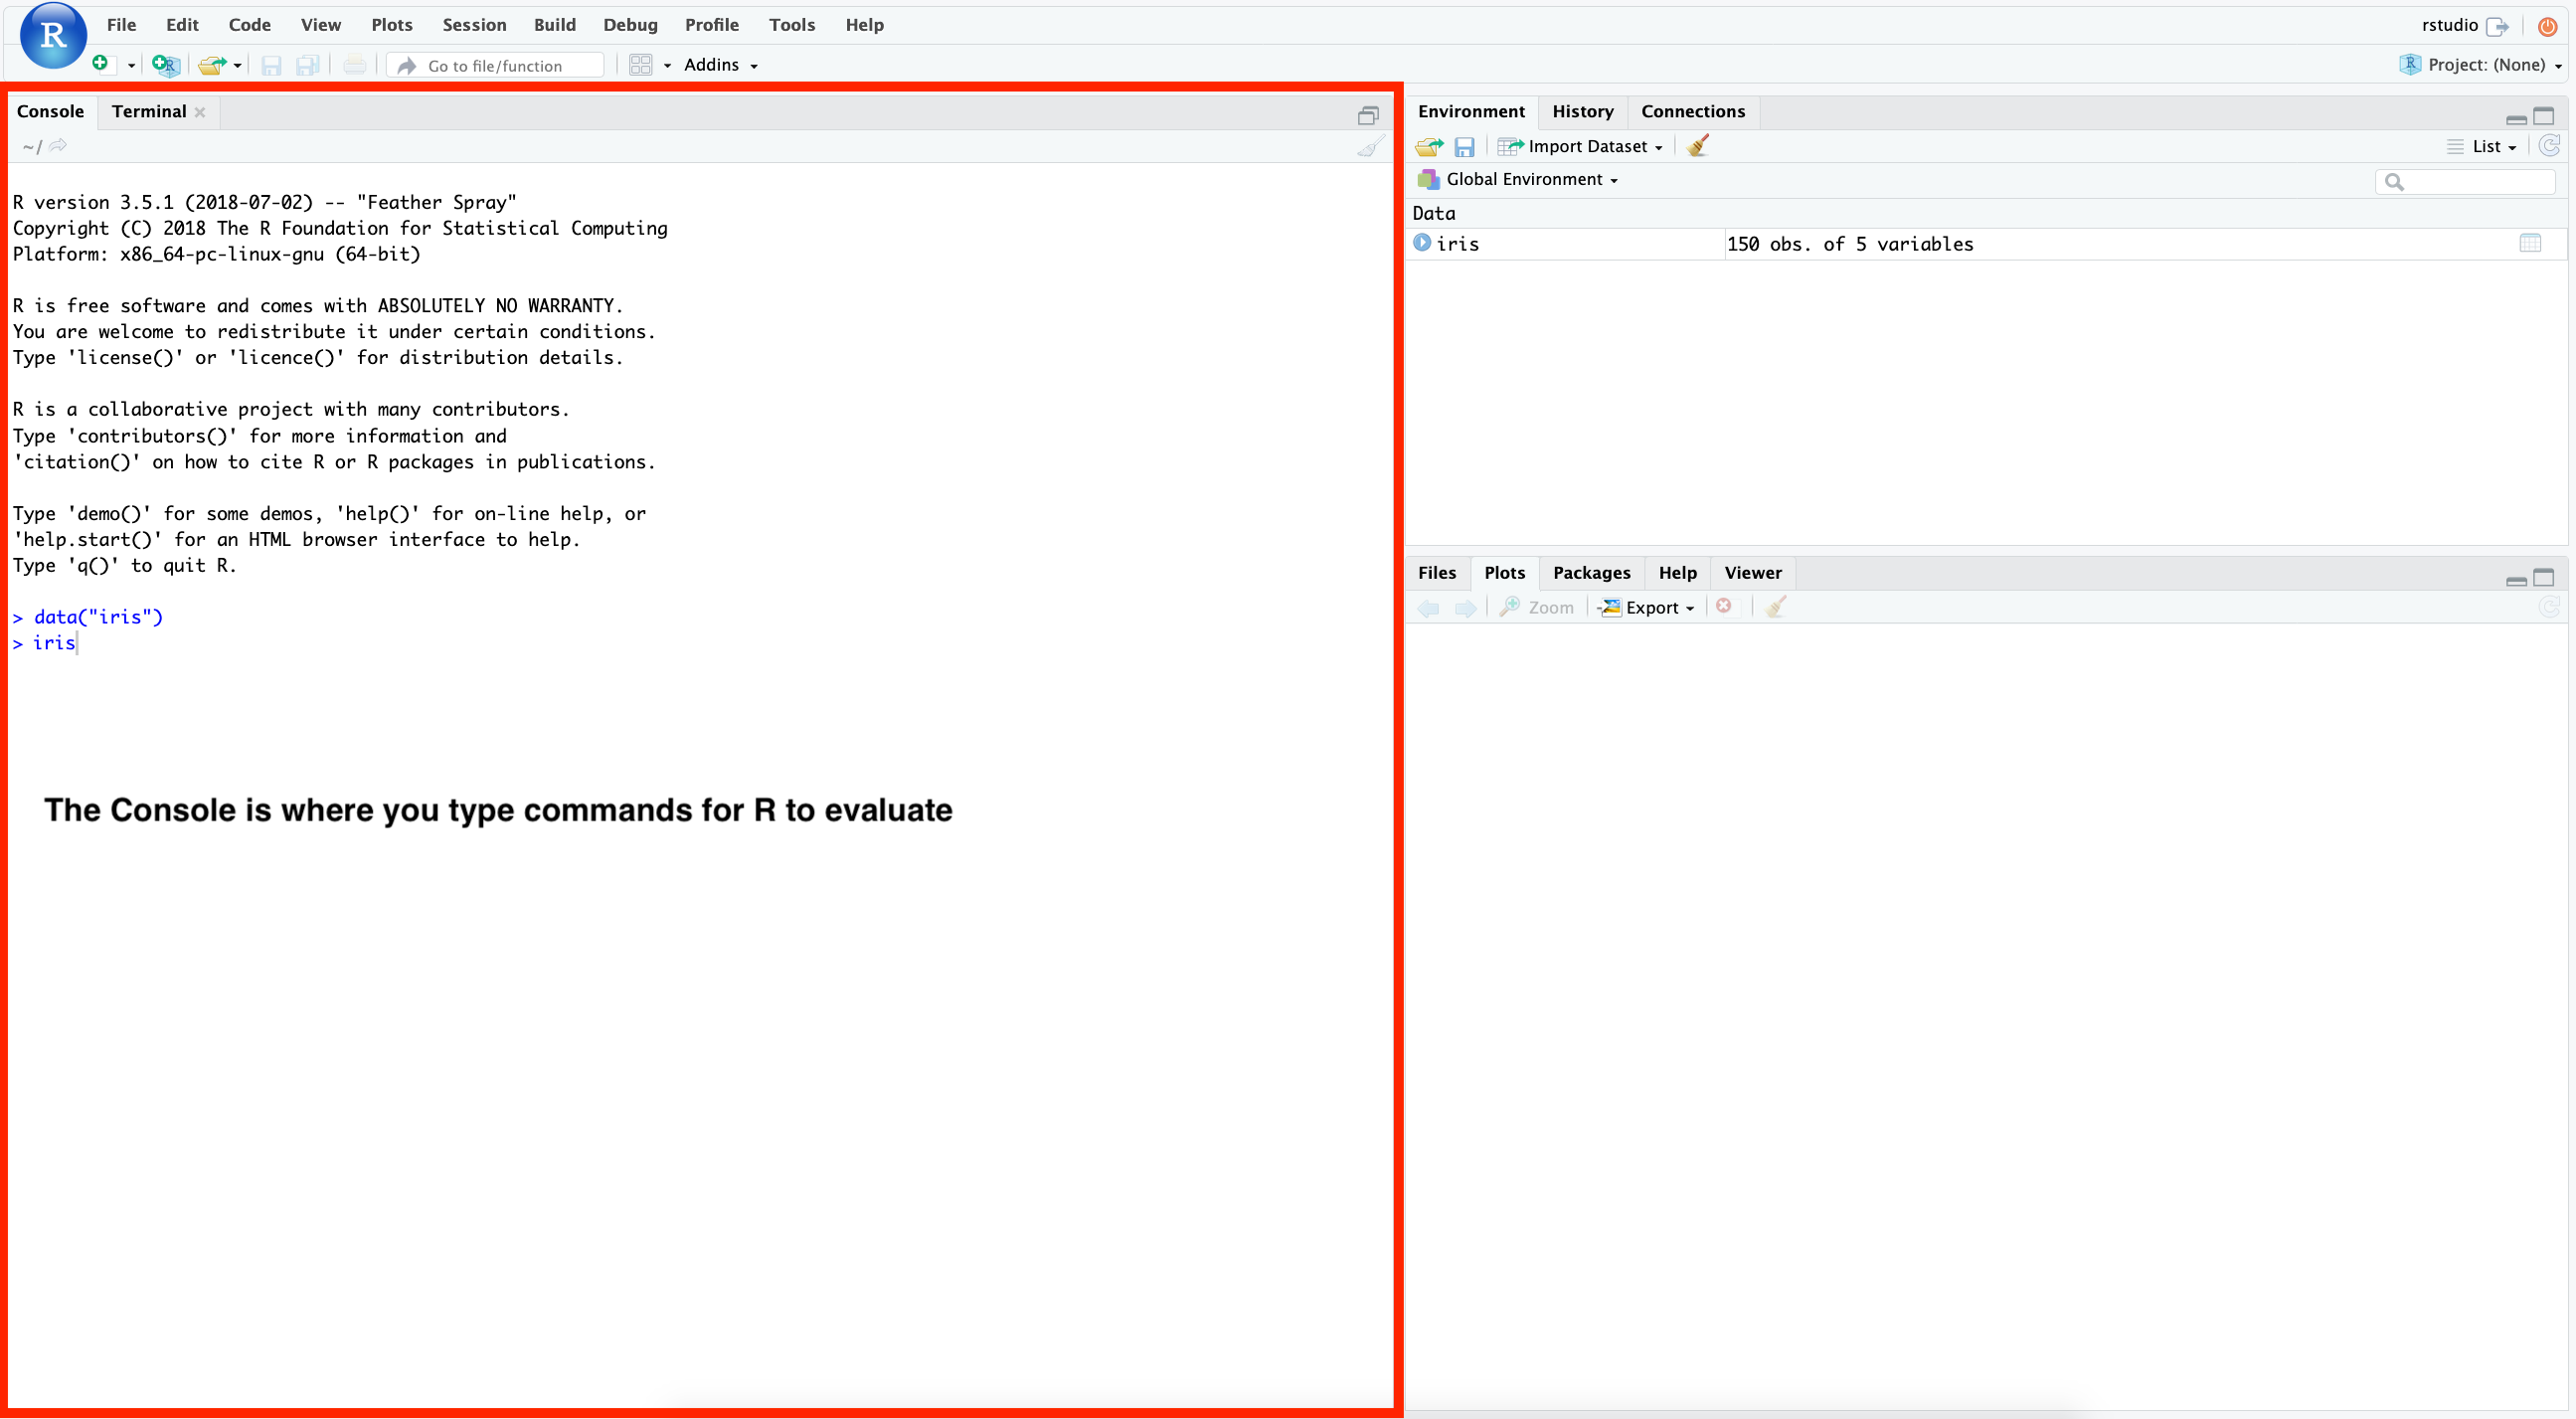 R
File Edit Code View Plots Session Build Debug Profile Tools Help
rstudio
R
Go to file/function
Addins
R Project: (None)
Console Terminal
~/
R version 3.5.1 (2018-07-02) -- "Feather Spray"
Copyright (C) 2018 The R Foundation for Statistical Computing
Platform: x86_64-pc-linux-gnu (64-bit)
R is free software and comes with ABSOLUTELY NO WARRANTY.
You are welcome to redistribute it under certain conditions.
Type 'license()' or 'licence()' for distribution details.
R is a collaborative project with many contributors.
Type 'contributors()' for more information and
'citation()' on how to cite R or R packages in publications.
Type 'demo()' for some demos, 'help()' for on-line help, or
'help.start()' for an HTML browser interface to help.
Type 'q()' to quit R.
> data("iris")
> iris
The Console is where you type commands for R to evaluate
Environment History Connections
Import Dataset
List
Global Environment
Data
iris 150 obs. of 5 variables
Files Plots Packages Help Viewer
Zoom Export